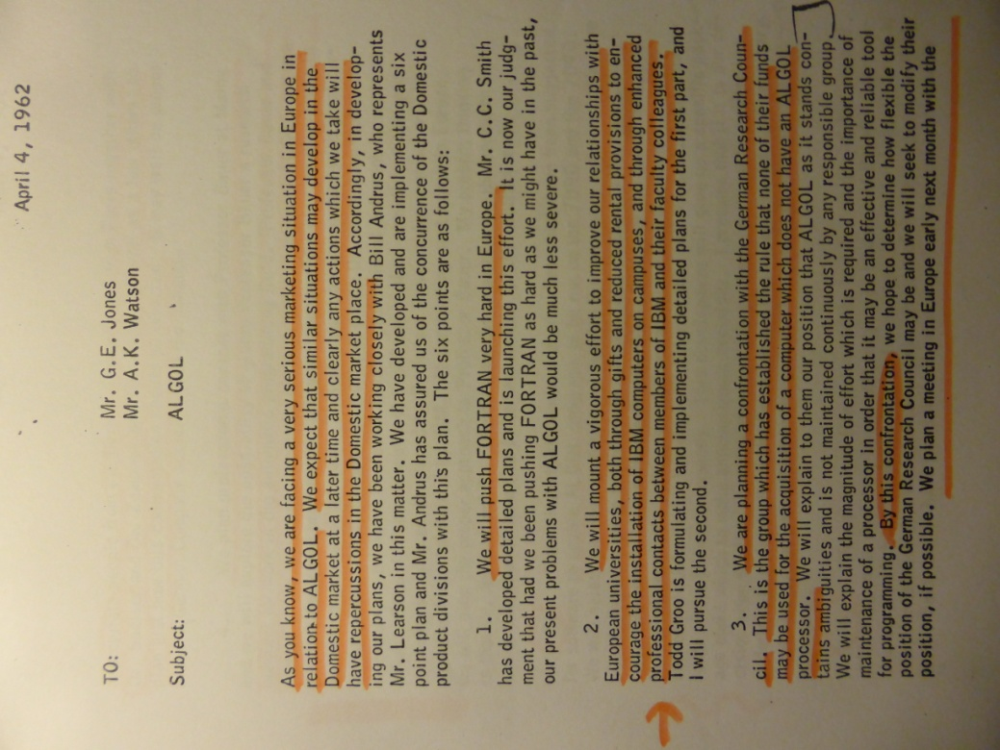 April 4, 1962
TO:
Mr. G.E. Jones
Mr. A.K. Watson
Subject:
ALGOL
As you know, we are facing a very serious marketing situation in Europe in
relation to ALGOL. We expect that similar situations may develop in the
Domestic market at a later time and clearly any actions which we take will
have repercussions in the Domestic market place. Accordingly, in develop-
ing our plans, we have been working closely with Bill Andrus, who represents
Mr. Learson in this matter. We have developed and are implementing a six
point plan and Mr. Andrus has assured us of the concurrence of the Domestic
product divisions with this plan. The six points are as follows:
1. We will push FORTRAN very hard in Europe. Mr. C.C. Smith
has developed detailed plans and is launching this effort. It is now our judg-
ment that had we been pushing FORTRAN as hard as we might have in the past,
our present problems with ALGOL would be much less severe.
2. We will mount a vigorous effort to improve our relationships with
European universities, both through gifts and reduced rental provisions to en-
courage the installation of IBM computers on campuses, and through enhanced
professional contacts between members of IBM and their faculty colleagues.
Todd Groo is formulating and implementing detailed plans for the first part, and
I will pursue the second.
3. We are planning a confrontation with the German Research Coun-
cil. This is the group which has established the rule that none of their funds
may be used for the acquisition of a computer which does not have an ALGOL
processor. We will explain to them our position that ALGOL as it stands con-
tains ambiguities and is not maintained continuously by any responsible group.
We will explain the magnitude of effort which is required and the importance of
maintenance of a processor in order that it may be an effective and reliable tool
for programming. By this confrontation, we hope to determine how flexible the
position of the German Research Council may be and we will seek to modify their
position, if possible. We plan a meeting in Europe early next month with the